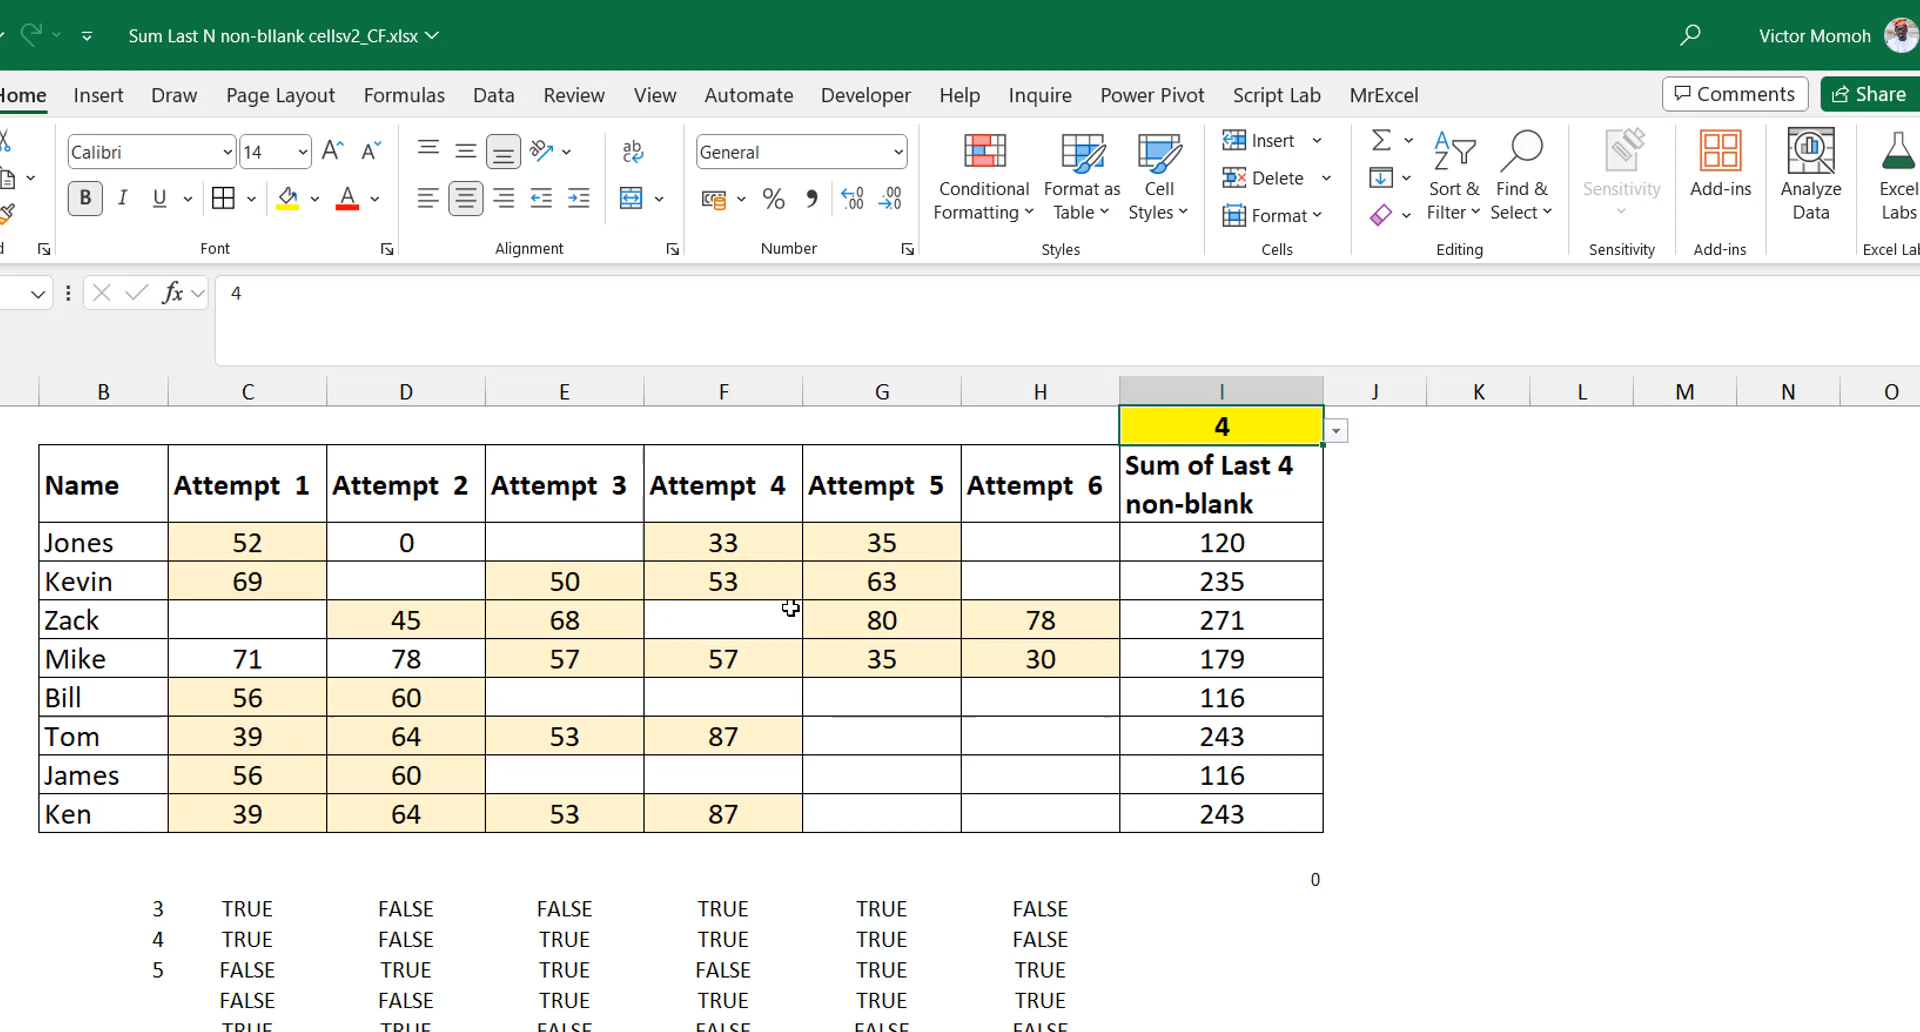 Sum Last N non-bllank cellsv2_CF.xlsx
Victor Momoh
Home Insert Draw Page Layout Formulas Data Review View Automate Developer Help Inquire Power Pivot Script Lab MrExcel Comments Share
Calibri 14 General Insert
Delete
Format
Conditional Formatting
Format as Table
Cell Styles
Sort & Filter
Find & Select
Sensitivity
Add-ins
Analyze Data
Excel Labs
Font Alignment Number Styles Cells Editing Sensitivity Add-ins
fx 4
B C D E F G H I J K L M N O
4
Name Attempt 1 Attempt 2 Attempt 3 Attempt 4 Attempt 5 Attempt 6 Sum of Last 4 non-blank
Jones 52 0 33 35 120
Kevin 69 50 53 63 235
Zack 45 68 80 78 271
Mike 71 78 57 57 35 30 179
Bill 56 60 116
Tom 39 64 53 87 243
James 56 60 116
Ken 39 64 53 87 243
0
3 TRUE FALSE FALSE TRUE TRUE FALSE
4 TRUE FALSE TRUE TRUE TRUE FALSE
5 FALSE TRUE TRUE FALSE TRUE TRUE
FALSE FALSE TRUE TRUE TRUE TRUE
TRUE TRUE FALSE FALSE FALSE FALSE